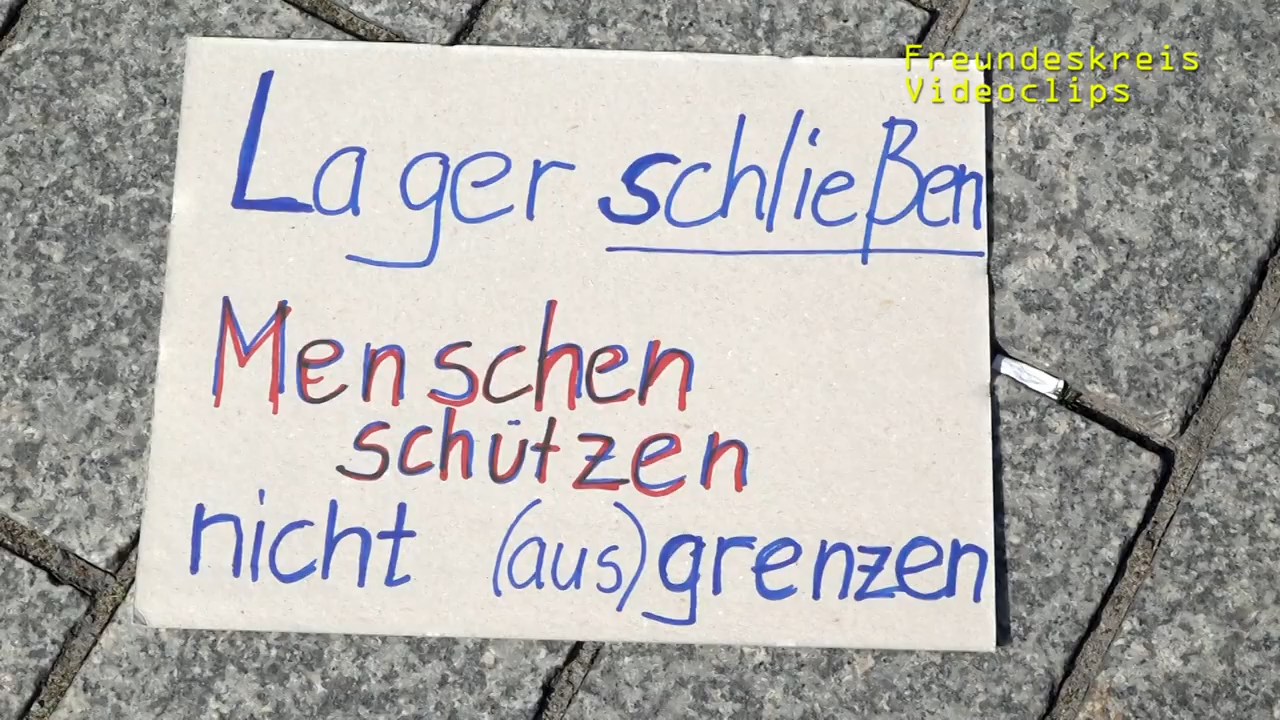 Freundeskreis
Videoclips
Lager schließen
Menschen
schützen
nicht (aus)grenzen